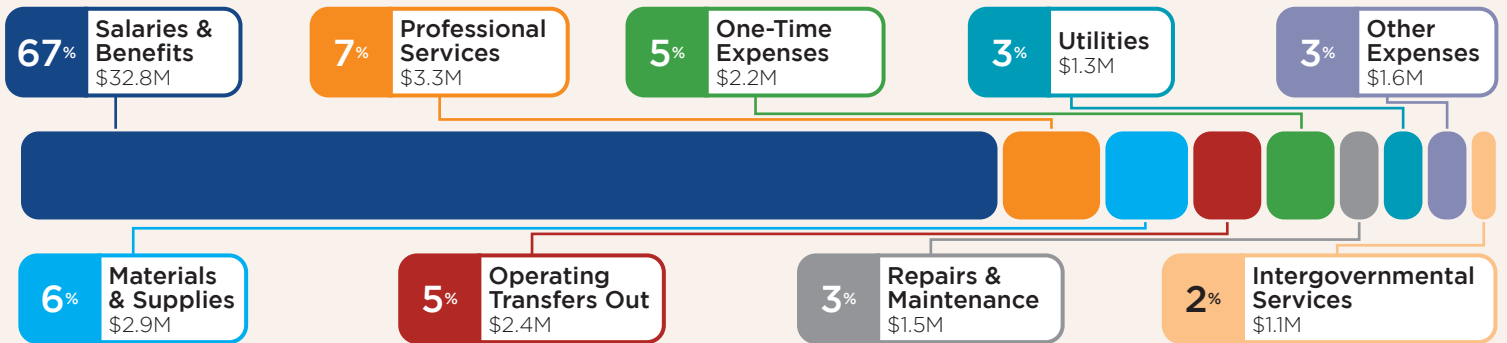 67%
Salaries &
Benefits
$32.8M
7%
Professional
Services
$3.3M
5%
One-Time
Expenses
$2.2M
3%
Utilities
$1.3M
3%
Other
Expenses
$1.6M
6%
Materials
& Supplies
$2.9M
5%
Operating
Transfers Out
$2.4M
3%
Repairs &
Maintenance
$1.5M
2%
Intergovernmental
Services
$1.1M